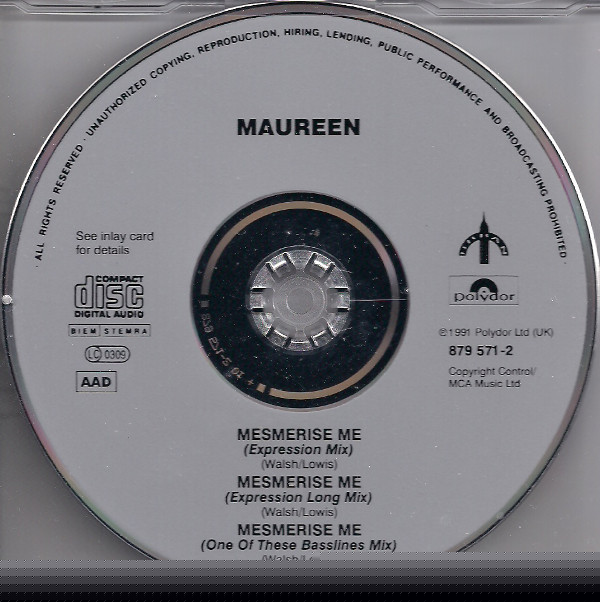 · ALL RIGHTS RESERVED · UNAUTHORIZED COPYING, REPRODUCTION, HIRING, LENDING, PUBLIC PERFORMANCE AND BROADCASTING PROHIBITED ·
MAUREEN
See inlay card
for details
COMPACT
disc
DIGITAL AUDIO
BIEM STEMRA
LC 0309
AAD
polydor
℗1991 Polydor Ltd (UK)
879 571-2
Copyright Control/
MCA Music Ltd
MESMERISE ME
(Expression Mix)
(Walsh/Lowis)
MESMERISE ME
(Expression Long Mix)
(Walsh/Lowis)
MESMERISE ME
(One Of These Basslines Mix)